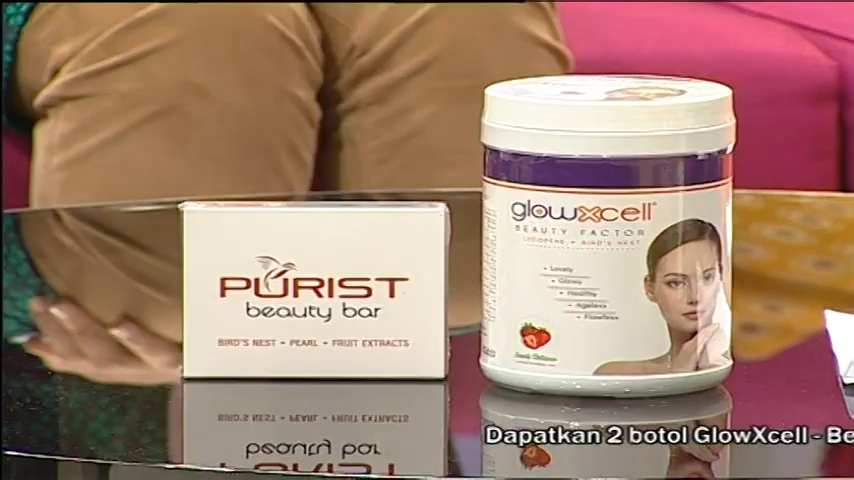 PURIST
beauty bar
BIRD'S NEST - PEARL - FRUIT EXTRACTS
glowxcell
BEAUTY FACTOR
LYCOPENE + BIRD'S NEST
- Lovely
- Glowy
- Healthy
- Ageless
- Flawless
Dapatkan 2 botol GlowXcell - Be